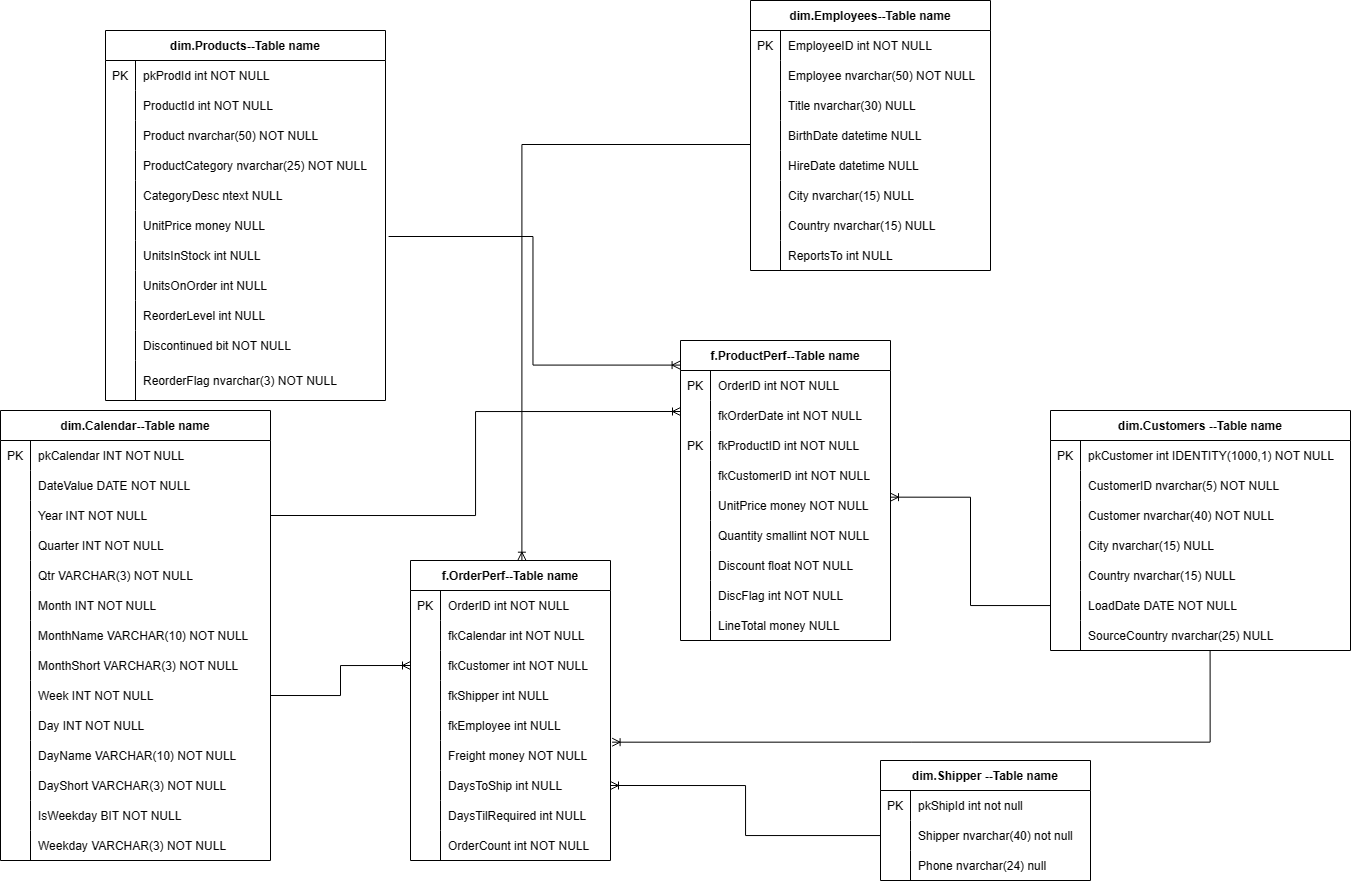 dim.Employees--Table name
PK EmployeeID int NOT NULL
Employee nvarchar(50) NOT NULL
Title nvarchar(30) NULL
BirthDate datetime NULL
HireDate datetime NULL
City nvarchar(15) NULL
Country nvarchar(15) NULL
ReportsTo int NULL
dim.Products--Table name
PK pkProdId int NOT NULL
ProductId int NOT NULL
Product nvarchar(50) NOT NULL
ProductCategory nvarchar(25) NOT NULL
CategoryDesc ntext NULL
UnitPrice money NULL
UnitsInStock int NULL
UnitsOnOrder int NULL
ReorderLevel int NULL
Discontinued bit NOT NULL
ReorderFlag nvarchar(3) NOT NULL
f.ProductPerf--Table name
PK OrderID int NOT NULL
fkOrderDate int NOT NULL
PK fkProductID int NOT NULL
fkCustomerID int NOT NULL
UnitPrice money NOT NULL
Quantity smallint NOT NULL
Discount float NOT NULL
DiscFlag int NOT NULL
LineTotal money NULL
dim.Calendar--Table name
PK pkCalendar INT NOT NULL
DateValue DATE NOT NULL
Year INT NOT NULL
Quarter INT NOT NULL
Qtr VARCHAR(3) NOT NULL
Month INT NOT NULL
MonthName VARCHAR(10) NOT NULL
MonthShort VARCHAR(3) NOT NULL
Week INT NOT NULL
Day INT NOT NULL
DayName VARCHAR(10) NOT NULL
DayShort VARCHAR(3) NOT NULL
IsWeekday BIT NOT NULL
Weekday VARCHAR(3) NOT NULL
dim.Customers --Table name
PK pkCustomer int IDENTITY(1000,1) NOT NULL
CustomerID nvarchar(5) NOT NULL
Customer nvarchar(40) NOT NULL
City nvarchar(15) NULL
Country nvarchar(15) NULL
LoadDate DATE NOT NULL
SourceCountry nvarchar(25) NULL
f.OrderPerf--Table name
PK OrderID int NOT NULL
fkCalendar int NOT NULL
fkCustomer int NOT NULL
fkShipper int NULL
fkEmployee int NULL
Freight money NOT NULL
DaysToShip int NULL
DaysTilRequired int NULL
OrderCount int NOT NULL
dim.Shipper --Table name
PK pkShipId int not null
Shipper nvarchar(40) not null
Phone nvarchar(24) null